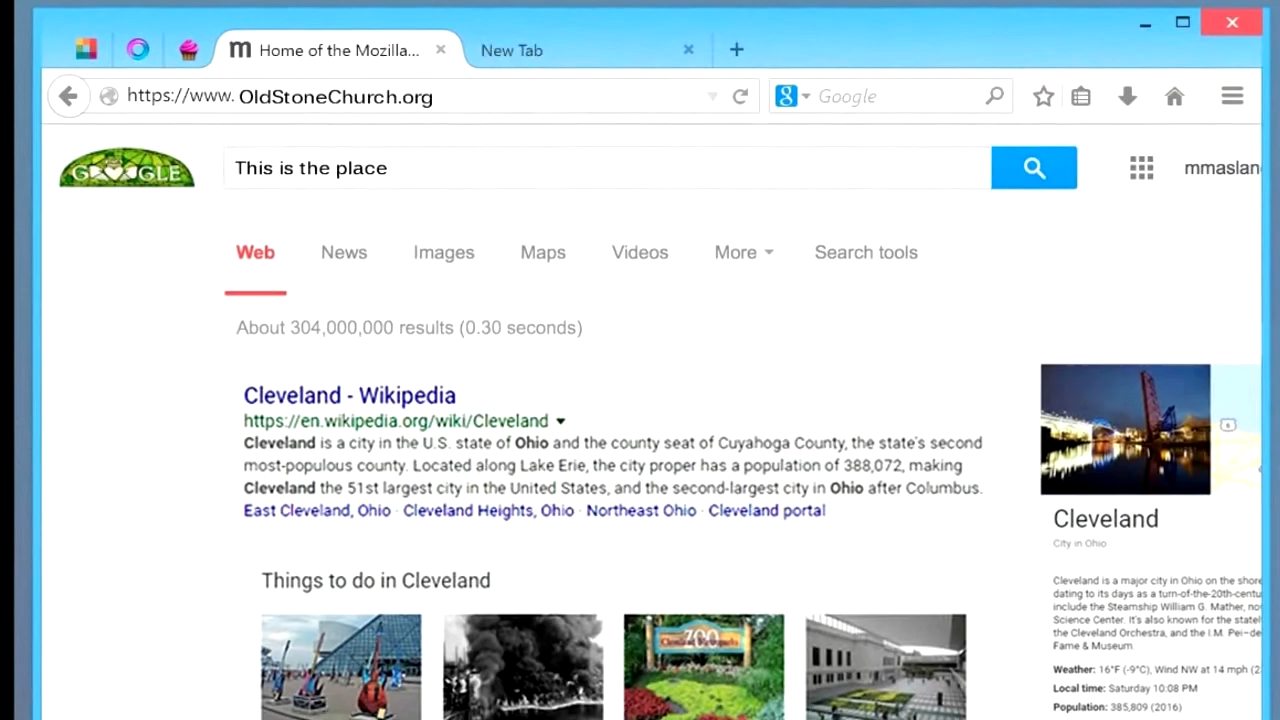 Home of the Mozilla...
New Tab
https://www. OldStoneChurch.org
8 Google
GOOGLE
This is the place
mmaslan
Web News Images Maps Videos More Search tools
About 304,000,000 results (0.30 seconds)
Cleveland - Wikipedia
https://en.wikipedia.org/wiki/Cleveland
Cleveland is a city in the U.S. state of Ohio and the county seat of Cuyahoga County, the state's second
most-populous county. Located along Lake Erie, the city proper has a population of 388,072, making
Cleveland the 51st largest city in the United States, and the second-largest city in Ohio after Columbus.
East Cleveland, Ohio · Cleveland Heights, Ohio · Northeast Ohio · Cleveland portal
Things to do in Cleveland
ZOO
Cleveland
City in Ohio
Cleveland is a major city in Ohio on the shore
dating to its days as a turn-of-the-20th-centu
include the Steamship William G. Mather, no
Science Center. It's also known for the statel
the Cleveland Orchestra, and the I.M. Pei-de
Fame & Museum
Weather: 16°F (-9°C), Wind NW at 14 mph (2
Local time: Saturday 10:08 PM
Population: 385,809 (2016)